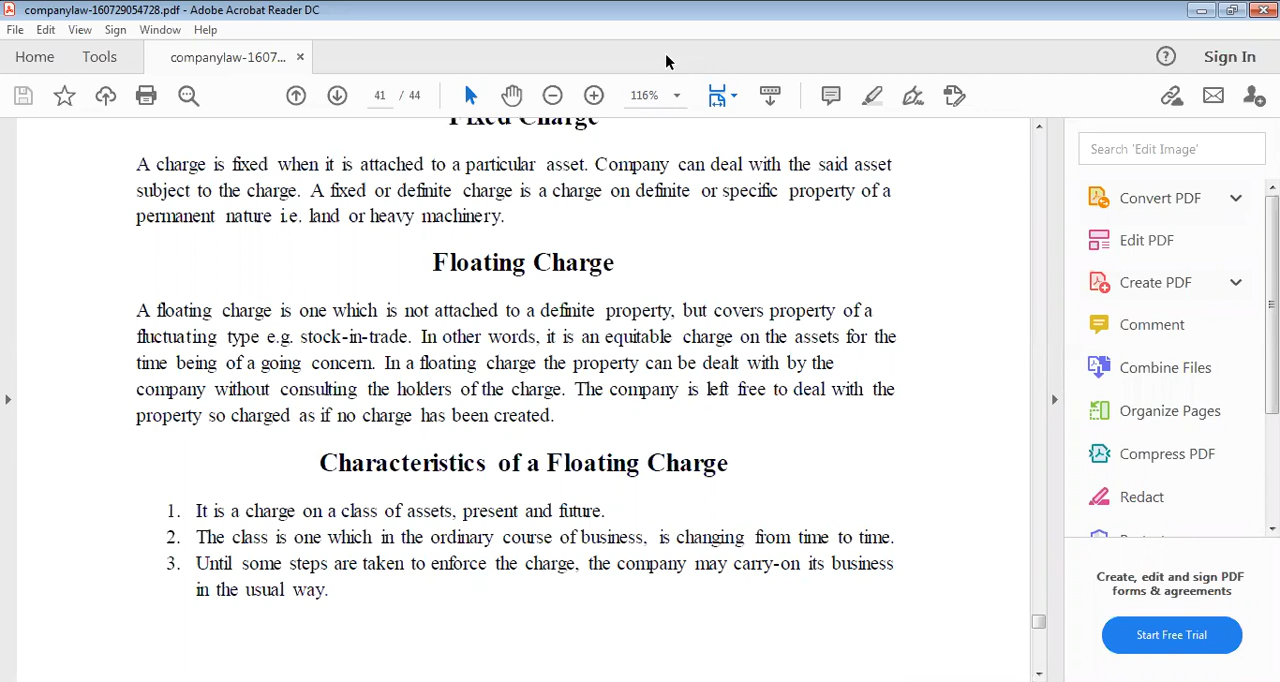 companylaw-160729054728.pdf - Adobe Acrobat Reader DC
File Edit View Sign Window Help
Home Tools companylaw-1607... × ? Sign In
41 / 44 116%
Fixed Charge
A charge is fixed when it is attached to a particular asset. Company can deal with the said asset
subject to the charge. A fixed or definite charge is a charge on definite or specific property of a
permanent nature i.e. land or heavy machinery.
Floating Charge
A floating charge is one which is not attached to a definite property, but covers property of a
fluctuating type e.g. stock-in-trade. In other words, it is an equitable charge on the assets for the
time being of a going concern. In a floating charge the property can be dealt with by the
company without consulting the holders of the charge. The company is left free to deal with the
property so charged as if no charge has been created.
Characteristics of a Floating Charge
1. It is a charge on a class of assets, present and future.
2. The class is one which in the ordinary course of business, is changing from time to time.
3. Until some steps are taken to enforce the charge, the company may carry-on its business
in the usual way.
Search 'Edit Image'
Convert PDF
Edit PDF
Create PDF
Comment
Combine Files
Organize Pages
Compress PDF
Redact
Create, edit and sign PDF
forms & agreements
Start Free Trial